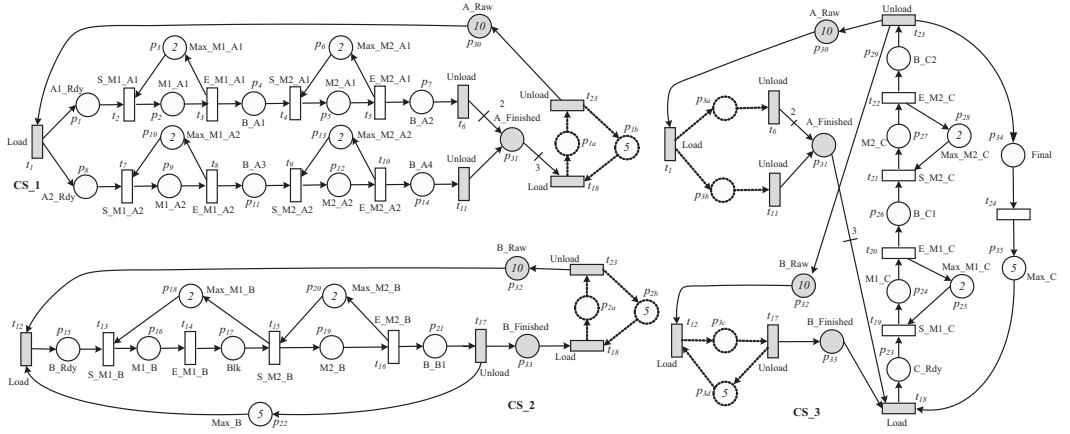 A_Raw
10
p30
p3
2
Max_M1_A1
p6
2
Max_M2_A1
S_M1_A1
M1_A1
E_M1_A1
p4
S_M2_A1
M2_A1
E_M2_A1
p7
Unload
A1_Rdy
p1
t2
p2
t3
B_A1
t4
p5
t5
B_A2
t6
2
A_Finished
p31
3
Unload
t23
p1a
p1b
5
Load
t18
Load
t1
CS_1
p10
2
Max_M1_A2
p13
2
Max_M2_A2
p8
A2_Rdy
t7
p9
t8
B_A3
t9
p12
t10
B_A4
Unload
S_M1_A2
M1_A2
E_M1_A2
p11
S_M2_A2
M2_A2
E_M2_A2
p14
t11
B_Raw
10
p32
Unload
t23
p2a
p2b
5
Load
t18
p18
2
Max_M1_B
p20
2
Max_M2_B
t12
Load
p15
B_Rdy
t13
S_M1_B
p16
M1_B
t14
E_M1_B
p17
Blk
t15
S_M2_B
p19
M2_B
E_M2_B
t16
p21
B_B1
t17
Unload
B_Finished
p33
Max_B
5
p22
CS_2
A_Raw
10
p30
Unload
t23
p29
B_C2
p3a
Unload
t6
2
A_Finished
p31
t1
Load
p3b
Unload
t11
t22
E_M2_C
p28
2
Max_M2_C
p27
M2_C
t21
S_M2_C
p26
B_C1
3
t20
E_M1_C
Max_M1_C
2
p25
M1_C
p24
t19
S_M1_C
p23
C_Rdy
t18
Load
p34
Final
t24
p35
5
Max_C
B_Raw
10
p32
t12
Load
p3c
t17
Unload
B_Finished
p33
p3d
5
CS_3